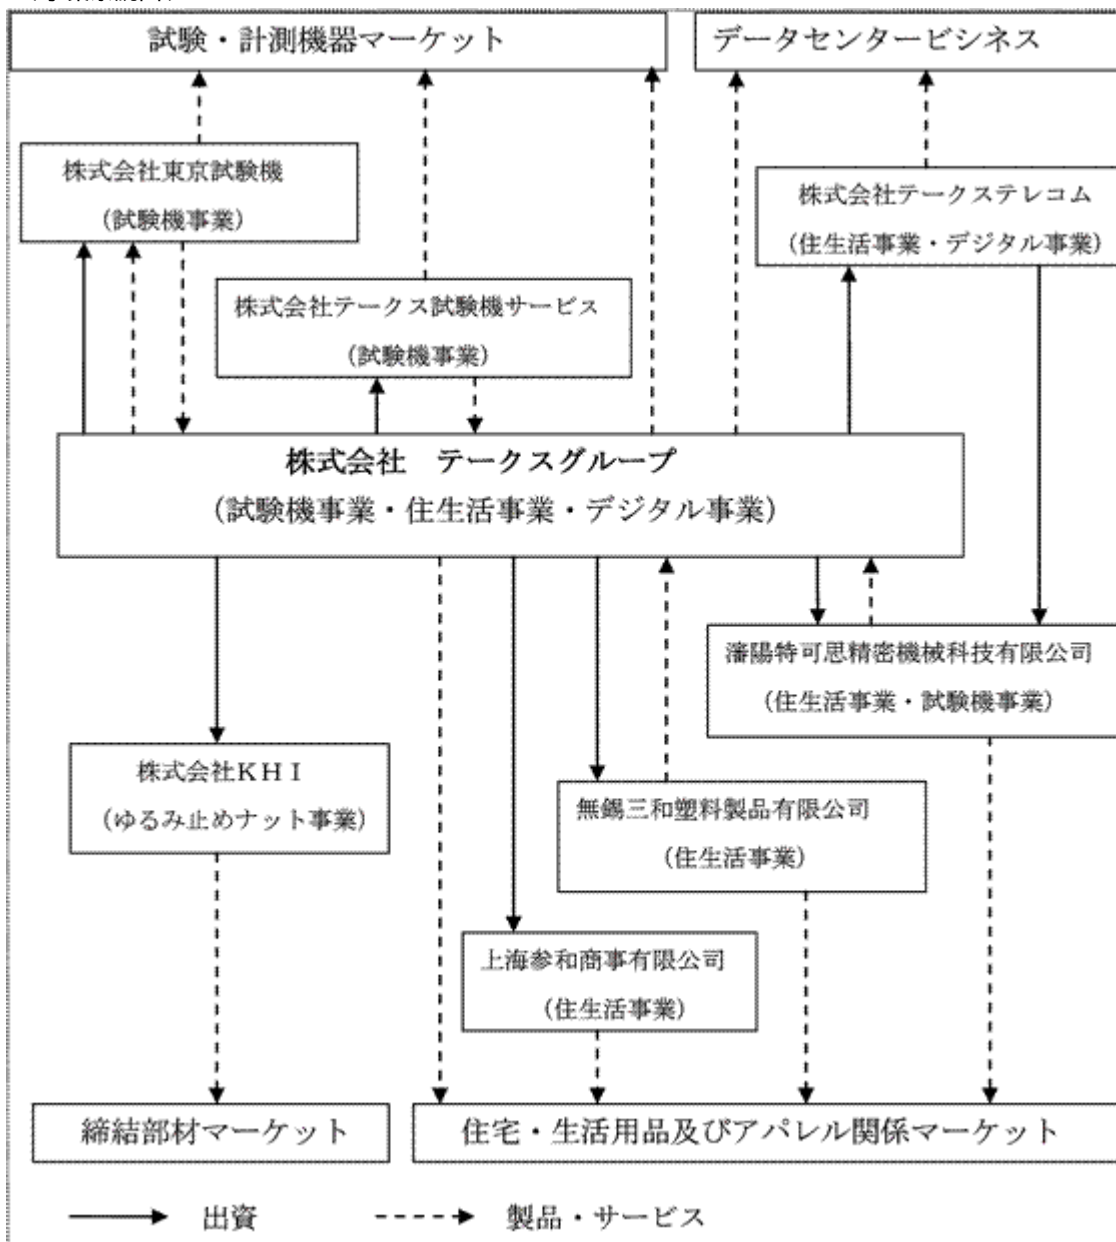 試験・計測機器マーケット
データセンタービジネス
株式会社東京試験機
(試験機事業)
株式会社テークステレコム
(住生活事業・デジタル事業)
株式会社テークス試験機サービス
(試験機事業)
株式会社　テークスグループ
(試験機事業・住生活事業・デジタル事業)
瀋陽特可思精密機械科技有限公司
(住生活事業・試験機事業)
株式会社ＫＨＩ
(ゆるみ止めナット事業)
無錫三和塑料製品有限公司
(住生活事業)
上海参和商事有限公司
(住生活事業)
締結部材マーケット
住宅・生活用品及びアパレル関係マーケット
出資
製品・サービス